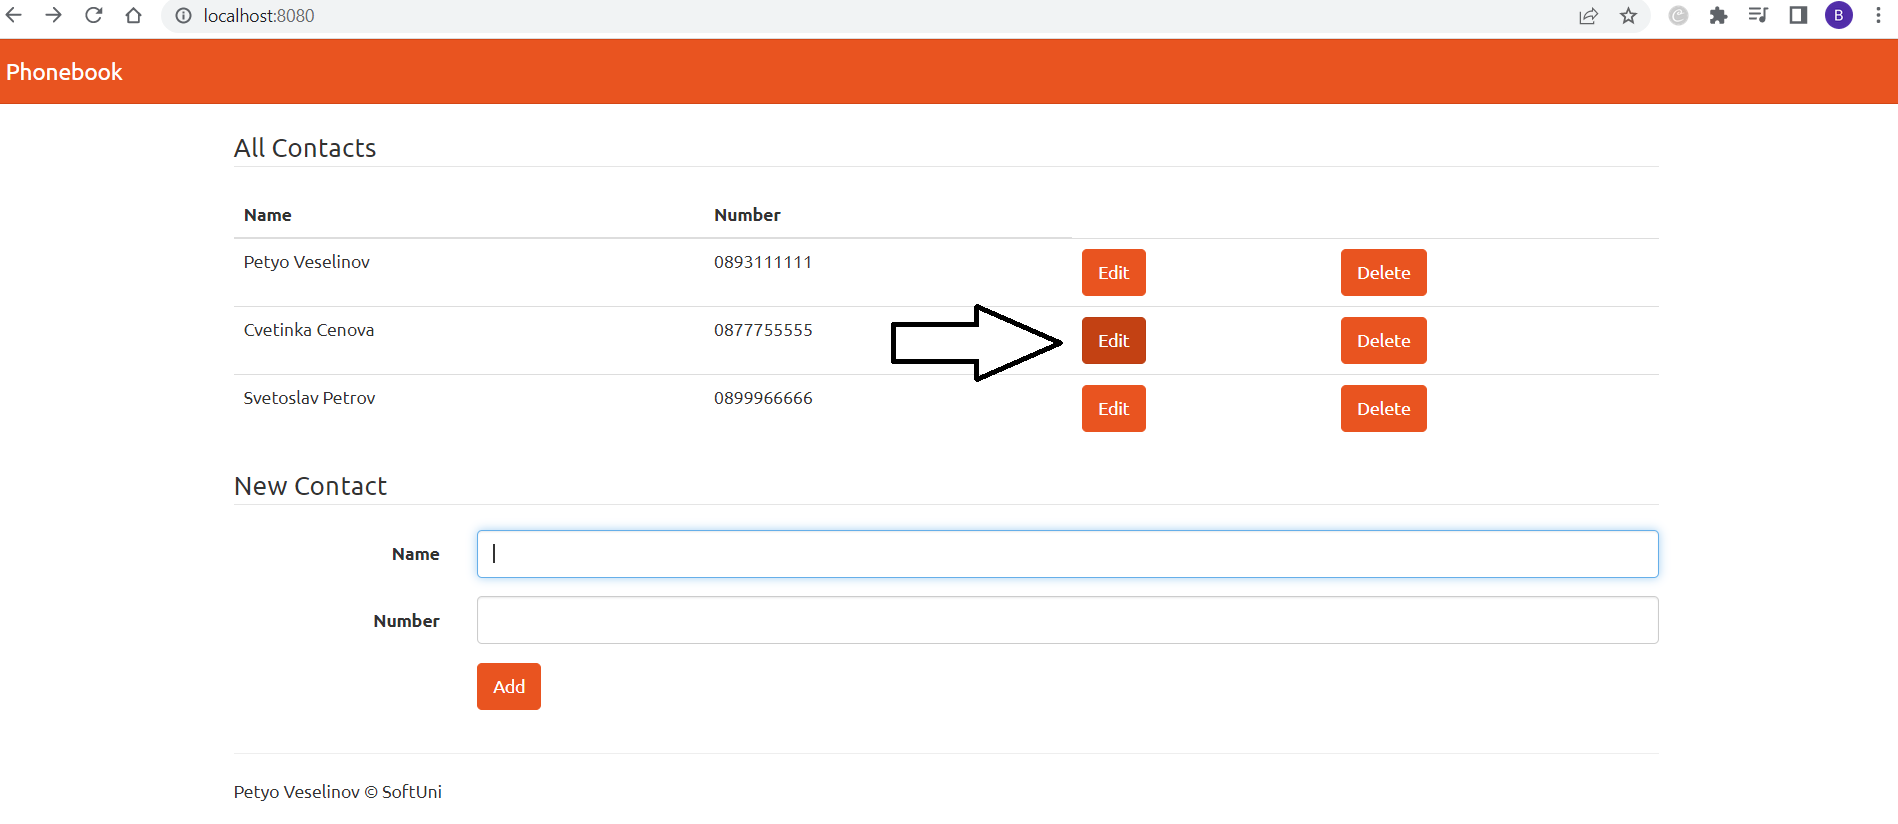 localhost:8080
B
Phonebook
All Contacts
Name Number
Petyo Veselinov 0893111111 Edit Delete
Cvetinka Cenova 0877755555 Edit Delete
Svetoslav Petrov 0899966666 Edit Delete
New Contact
Name
Number
Add
Petyo Veselinov © SoftUni